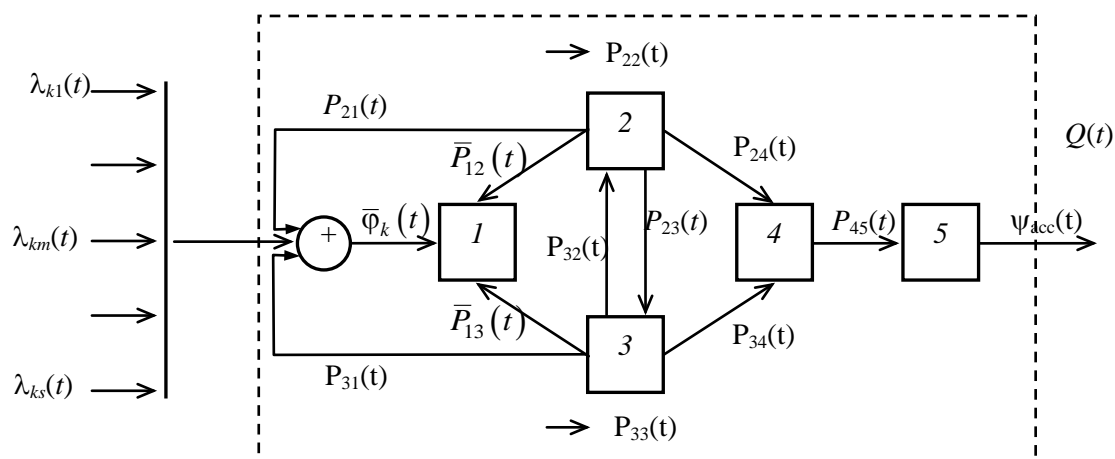 P₂₂(t)
λₖ₁(t)
P₂₁(t)
2
Q(t)
P̅₁₂(t)
P₂₄(t)
λₖₘ(t)
+
φ̅ₖ(t)
1
P₃₂(t)
P₂₃(t)
4
P₄₅(t)
5
ψ_acc(t)
P̅₁₃(t)
3
P₃₄(t)
λₖₛ(t)
P₃₁(t)
P₃₃(t)